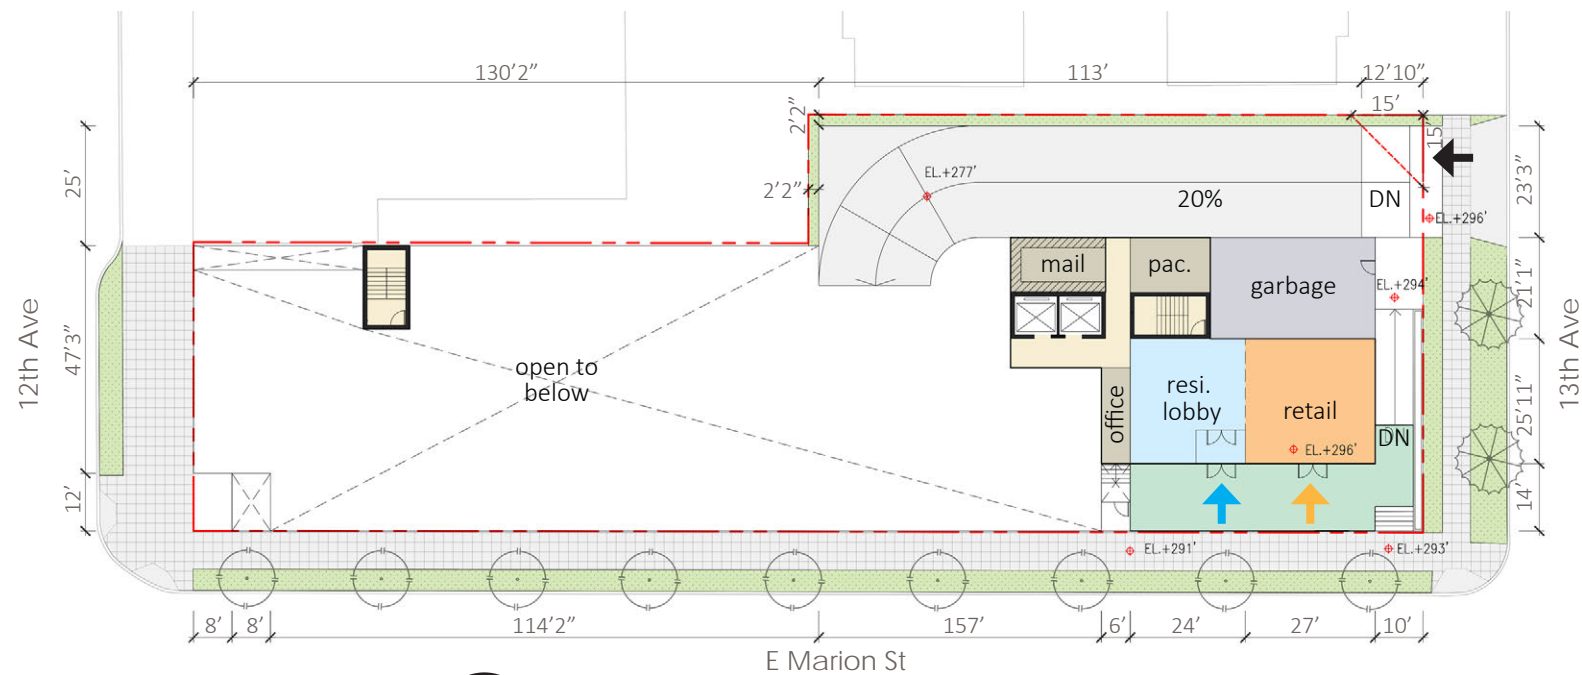 130’2”
113’
12’10”
15’
2’2”
15’
25’
2’2”
EL.+277’
20%
DN
EL.+296’
23’3”
mail
pac.
garbage
EL.+294’
21’1”
12th Ave
47’3”
open to
below
office
resi.
lobby
retail
EL.+296’
DN
25’11”
13th Ave
12’
14’
EL.+291’
EL.+293’
8’
8’
114’2”
157’
6’
24’
27’
10’
E Marion St